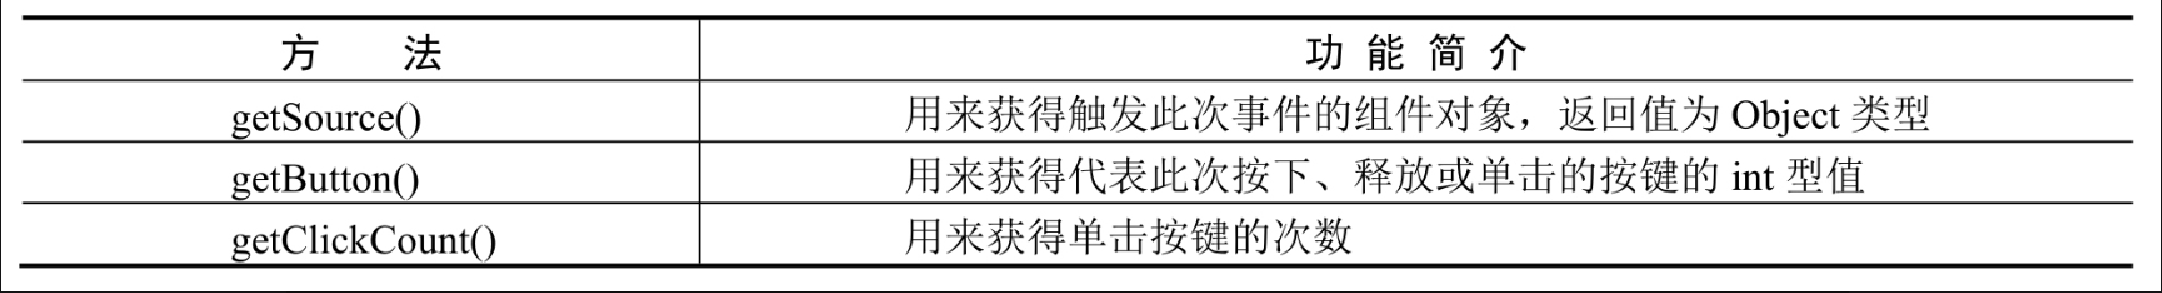 方 法 功 能 简 介
getSource() 用来获得触发此次事件的组件对象，返回值为 Object 类型
getButton() 用来获得代表此次按下、释放或单击的按键的 int 型值
getClickCount() 用来获得单击按键的次数